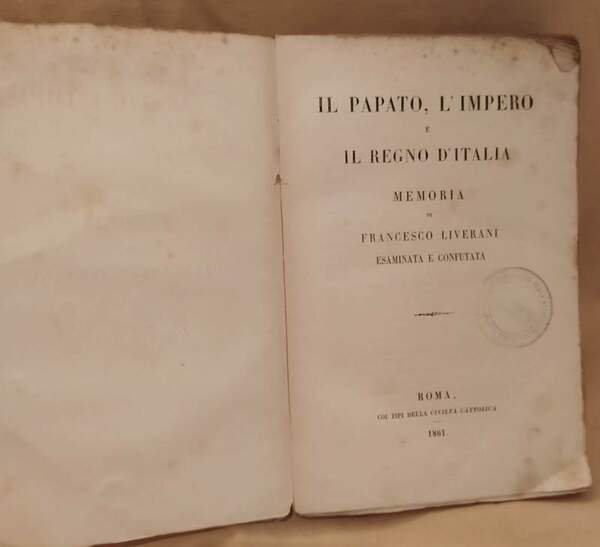 IL PAPATO, L'IMPERO
E
IL REGNO D'ITALIA
MEMORIA
DI
FRANCESCO LIVERANI
ESAMINATA E CONFUTATA
ROMA,
COI TIPI DELLA CIVILTÀ CATTOLICA
1861.